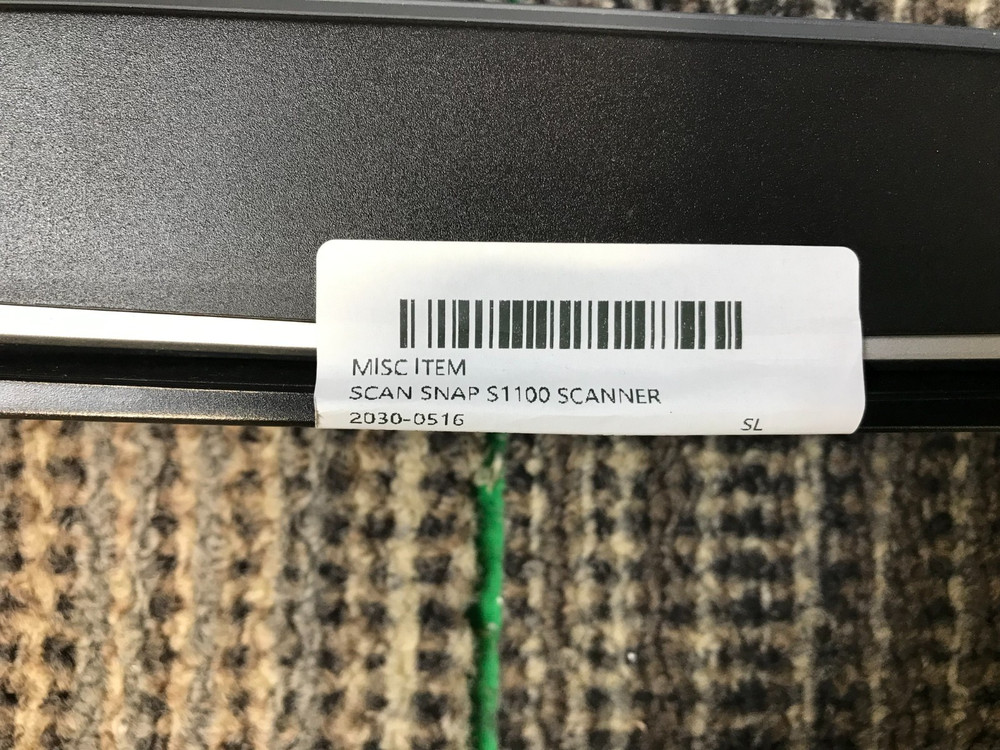 MISC ITEM
SCAN SNAP S1100 SCANNER
2030-0516 SL